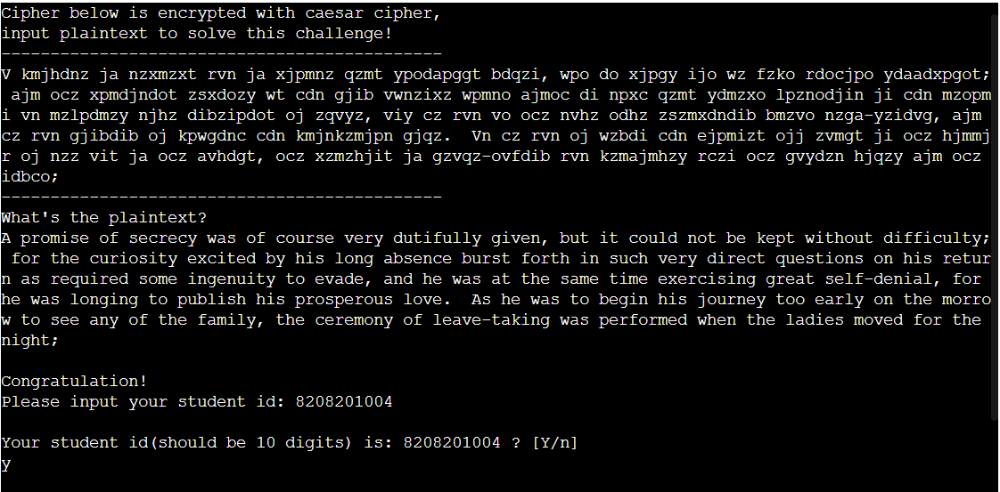 Cipher below is encrypted with caesar cipher,
input plaintext to solve this challenge!
---------------------------------------------
V kmjhdnz ja nzxmzxt rvn ja xjpmnz qzmt ypodapggt bdqzi, wpo do xjpgy ijo wz fzko rdocjpo ydaadxpgot;
 ajm ocz xpmdjndot zsxdozy wt cdn gjib vwnzixz wpmno ajmoc di npxc qzmt ydmzxo lpznodjin ji cdn mzopm
i vn mzlpdmzy njhz dibzipdot oj zqvyz, viy cz rvn vo ocz nvhz odhz zszmxdndib bmzvo nzga-yzidvg, ajm 
cz rvn gjibdib oj kpwgdnc cdn kmjnkzmjpn gjqz.  Vn cz rvn oj wzbdi cdn ejpmizt ojj zvmgt ji ocz hjmmj
r oj nzz vit ja ocz avhdgt, ocz xzmzhjit ja gzvqz-ovfdib rvn kzmajmhzy rczi ocz gvydzn hjqzy ajm ocz 
idbco;
---------------------------------------------
What's the plaintext?
A promise of secrecy was of course very dutifully given, but it could not be kept without difficulty;
 for the curiosity excited by his long absence burst forth in such very direct questions on his retur
n as required some ingenuity to evade, and he was at the same time exercising great self-denial, for 
he was longing to publish his prosperous love.  As he was to begin his journey too early on the morro
w to see any of the family, the ceremony of leave-taking was performed when the ladies moved for the 
night;
Congratulation!
Please input your student id: 8208201004
Your student id(should be 10 digits) is: 8208201004 ? [Y/n]
y